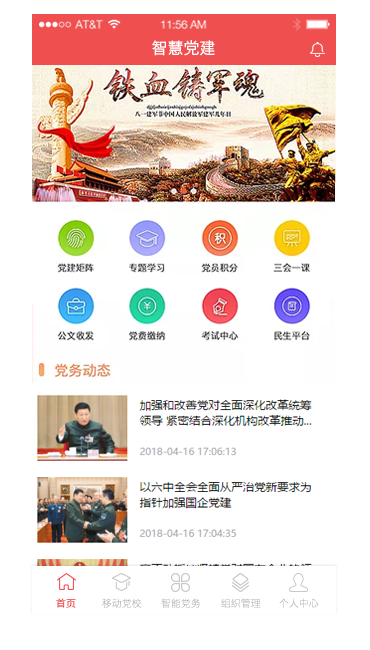 AT&T
11:56 AM
智慧党建
铁血铸军魂
八一建军节中国人民解放军建军九年日
党建矩阵 专题学习 党员积分 三会一课
公文收发 党费缴纳 考试中心 民生平台
党务动态
加强和改善党对全面深化改革统筹
领导 紧密结合深化机构改革推动...
2018-04-16 17:06:13
以六中全会全面从严治党新要求为
指针加强国企党建
2018-04-16 17:04:35
首页 移动党校 智能党务 组织管理 个人中心